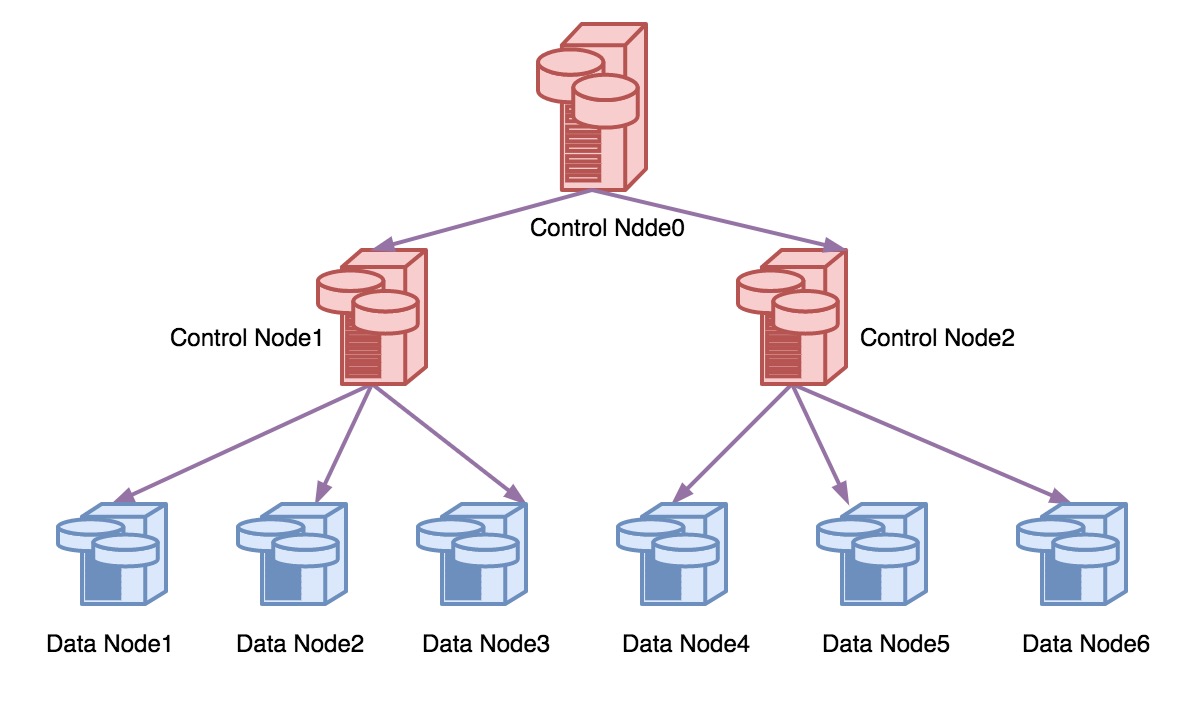 Control Ndde0
Control Node1
Control Node2
Data Node1
Data Node2
Data Node3
Data Node4
Data Node5
Data Node6